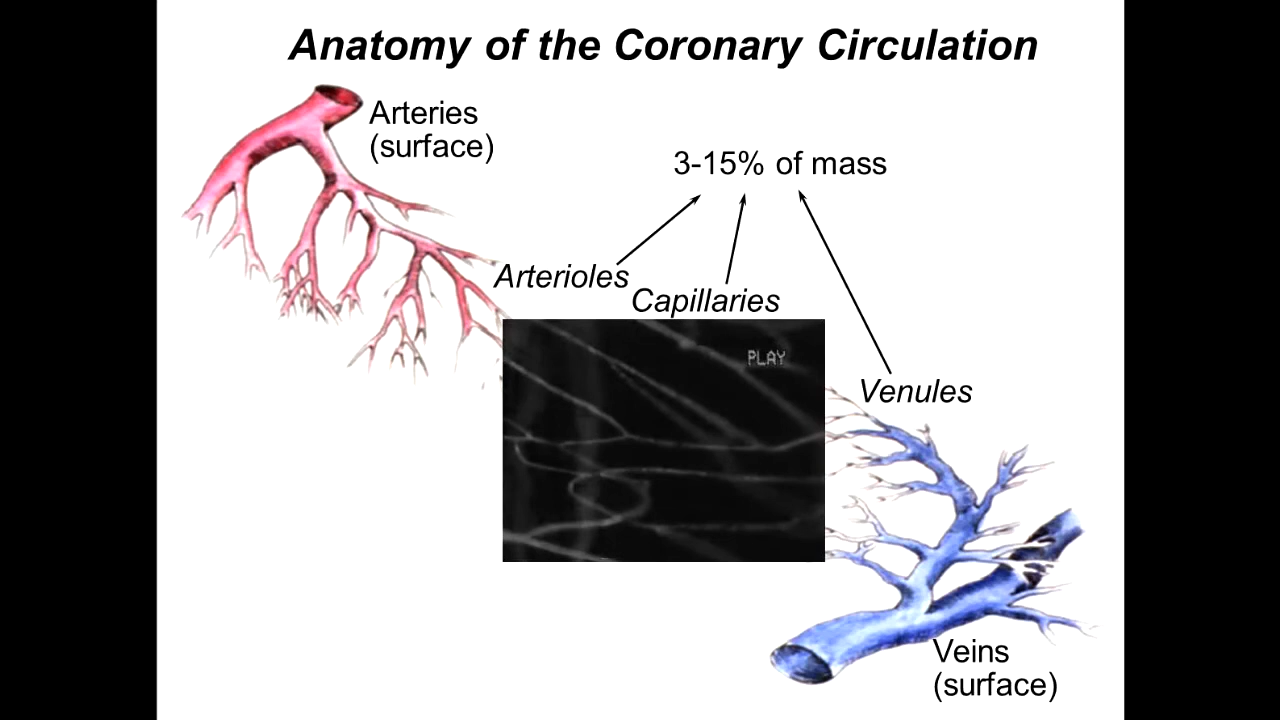 Anatomy of the Coronary Circulation
Arteries
(surface)
3-15% of mass
Arterioles
Capillaries
PLAY
Venules
Veins
(surface)